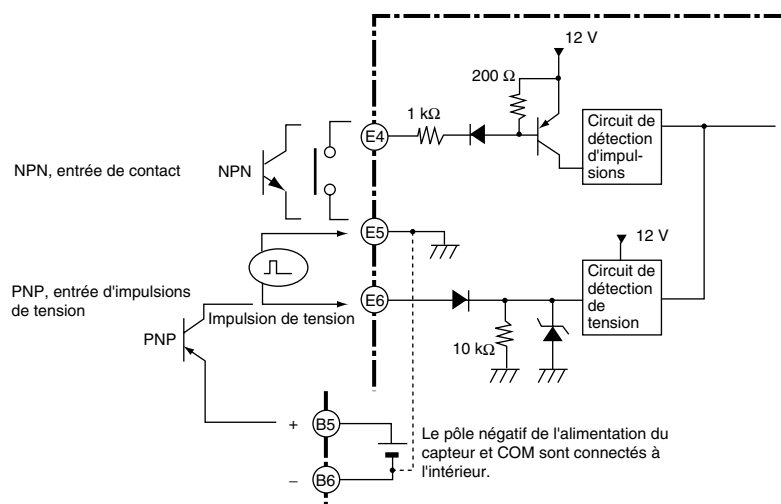 12 V
200 Ω
1 kΩ
E4
Circuit de
détection
d'impul-
sions
NPN, entrée de contact
NPN
E5
12 V
PNP, entrée d'impulsions
de tension
E6
Circuit de
détection
de
tension
Impulsion de tension
PNP
10 kΩ
+
B5
Le pôle négatif de l'alimentation du
capteur et COM sont connectés à
l'intérieur.
–
B6